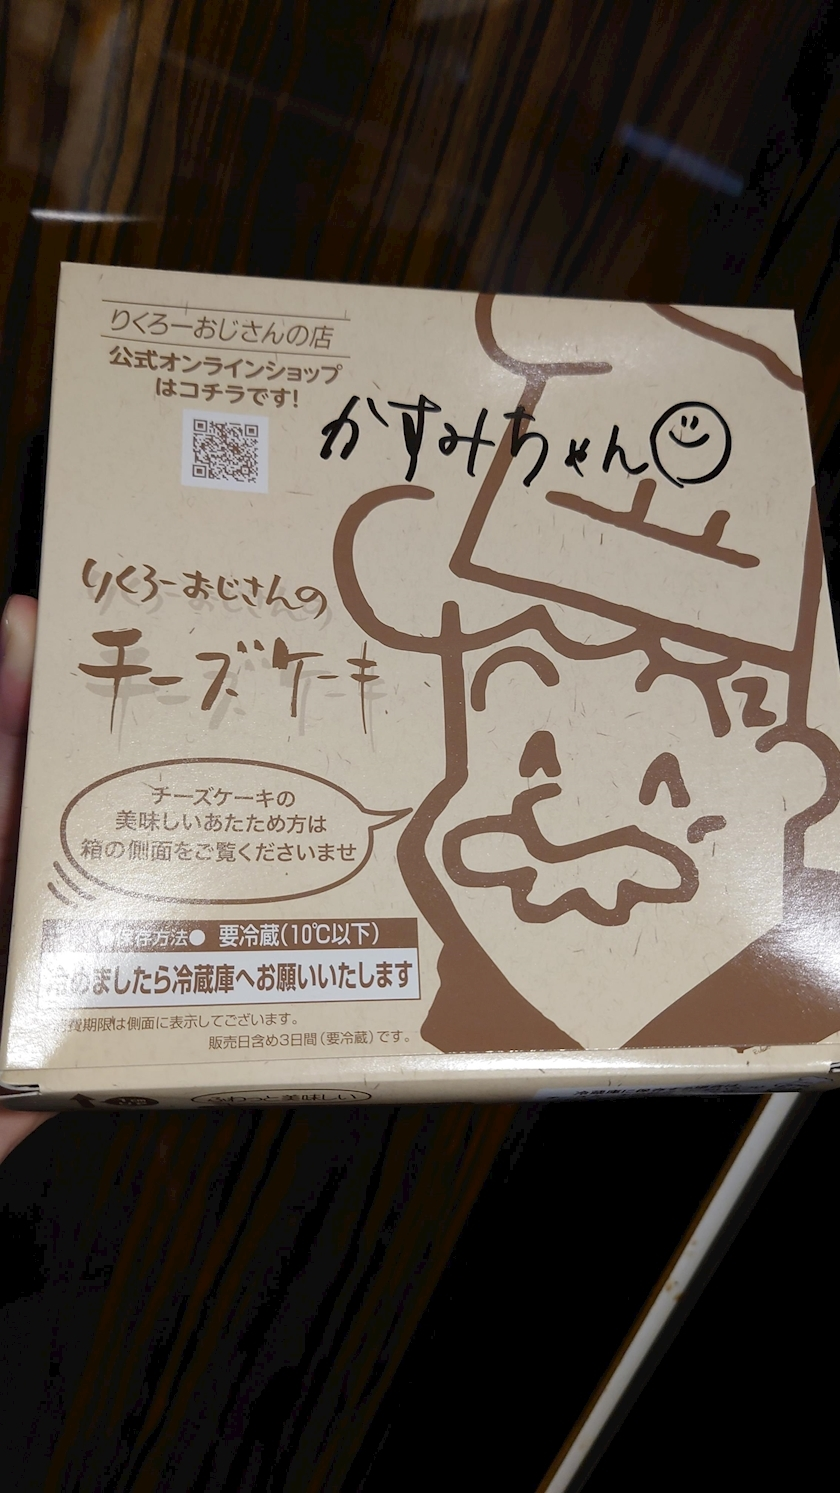 りくろーおじさんの店
公式オンラインショップ
はコチラです!
かすみちゃん
りくろーおじさんの
チーズケーキ
チーズケーキの
美味しいあたため方は
箱の側面をご覧くださいませ
●保存方法● 要冷蔵(10℃以下)
冷めましたら冷蔵庫へお願いいたします
消費期限は側面に表示してございます。
販売日含め3日間(要冷蔵)です。
ふわっと美味しい